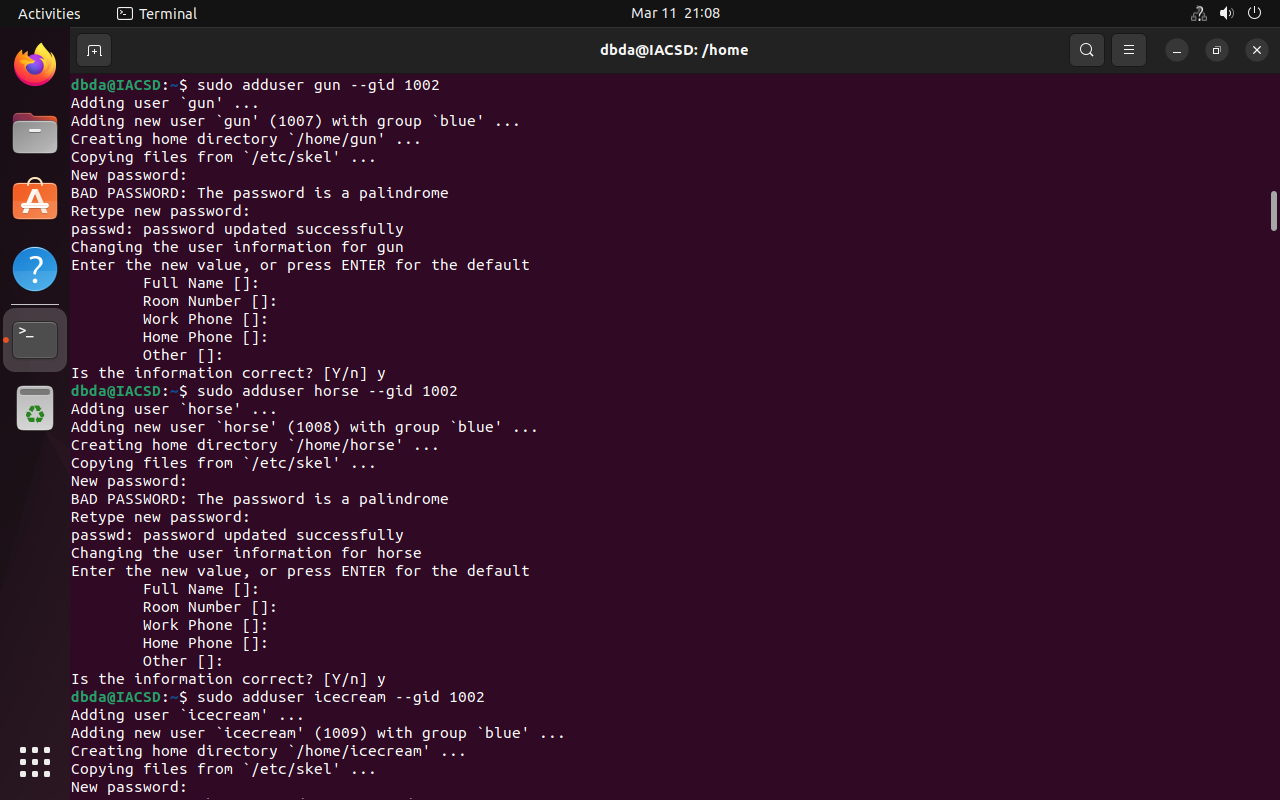 Activities
Terminal
Mar 11 21:08
dbda@IACSD: /home
dbda@IACSD:~$ sudo adduser gun --gid 1002
Adding user `gun' ...
Adding new user `gun' (1007) with group `blue' ...
Creating home directory `/home/gun' ...
Copying files from `/etc/skel' ...
New password:
BAD PASSWORD: The password is a palindrome
Retype new password:
passwd: password updated successfully
Changing the user information for gun
Enter the new value, or press ENTER for the default
Full Name []:
Room Number []:
Work Phone []:
Home Phone []:
Other []:
Is the information correct? [Y/n] y
dbda@IACSD:~$ sudo adduser horse --gid 1002
Adding user `horse' ...
Adding new user `horse' (1008) with group `blue' ...
Creating home directory `/home/horse' ...
Copying files from `/etc/skel' ...
New password:
BAD PASSWORD: The password is a palindrome
Retype new password:
passwd: password updated successfully
Changing the user information for horse
Enter the new value, or press ENTER for the default
Full Name []:
Room Number []:
Work Phone []:
Home Phone []:
Other []:
Is the information correct? [Y/n] y
dbda@IACSD:~$ sudo adduser icecream --gid 1002
Adding user `icecream' ...
Adding new user `icecream' (1009) with group `blue' ...
Creating home directory `/home/icecream' ...
Copying files from `/etc/skel' ...
New password: